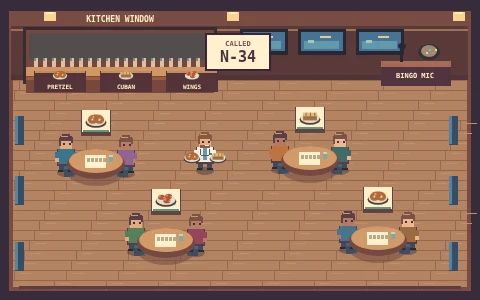 KITCHEN WINDOW
CALLED
N-34
PRETZEL
CUBAN
WINGS
BINGO MIC